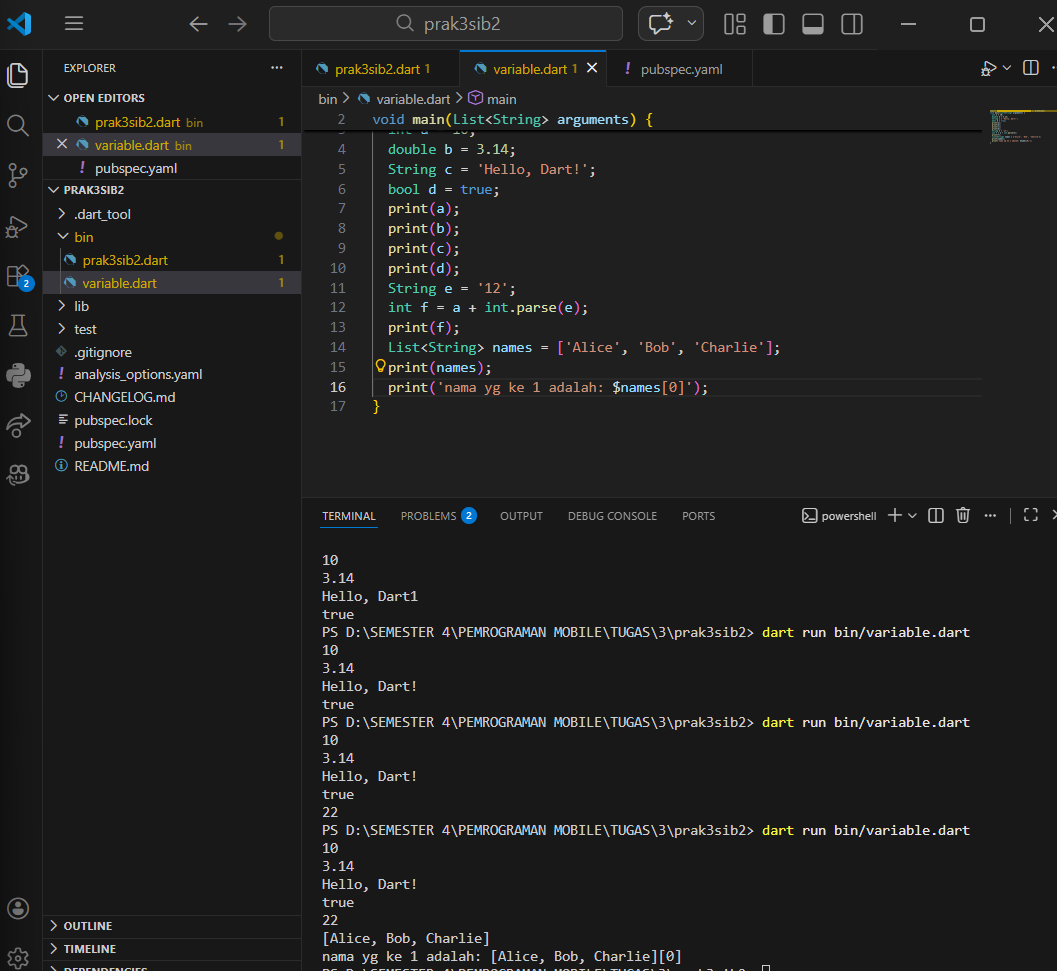 prak3sib2
EXPLORER
OPEN EDITORS
prak3sib2.dart bin 1
variable.dart bin 1
! pubspec.yaml
PRAK3SIB2
.dart_tool
bin
prak3sib2.dart 1
variable.dart 1
lib
test
.gitignore
! analysis_options.yaml
CHANGELOG.md
pubspec.lock
! pubspec.yaml
README.md
2
OUTLINE
TIMELINE
DEPENDENCIES
prak3sib2.dart 1
variable.dart 1
! pubspec.yaml
bin > variable.dart > main
2 void main(List<String> arguments) {
3 int a = 10;
4 double b = 3.14;
5 String c = 'Hello, Dart!';
6 bool d = true;
7 print(a);
8 print(b);
9 print(c);
10 print(d);
11 String e = '12';
12 int f = a + int.parse(e);
13 print(f);
14 List<String> names = ['Alice', 'Bob', 'Charlie'];
15 print(names);
16 print('nama yg ke 1 adalah: $names[0]');
17 }
TERMINAL PROBLEMS 2 OUTPUT DEBUG CONSOLE PORTS
powershell
10
3.14
Hello, Dart1
true
PS D:\SEMESTER 4\PEMROGRAMAN MOBILE\TUGAS\3\prak3sib2> dart run bin/variable.dart
10
3.14
Hello, Dart!
true
PS D:\SEMESTER 4\PEMROGRAMAN MOBILE\TUGAS\3\prak3sib2> dart run bin/variable.dart
10
3.14
Hello, Dart!
true
22
PS D:\SEMESTER 4\PEMROGRAMAN MOBILE\TUGAS\3\prak3sib2> dart run bin/variable.dart
10
3.14
Hello, Dart!
true
22
[Alice, Bob, Charlie]
nama yg ke 1 adalah: [Alice, Bob, Charlie][0]